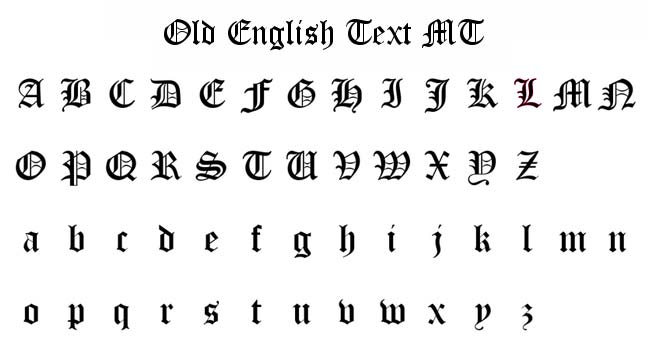 Old English Text MT
A B C D E F G H I J K L M N
O P Q R S T U V W X Y Z
a b c d e f g h i j k l m n
o p q r s t u v w x y z